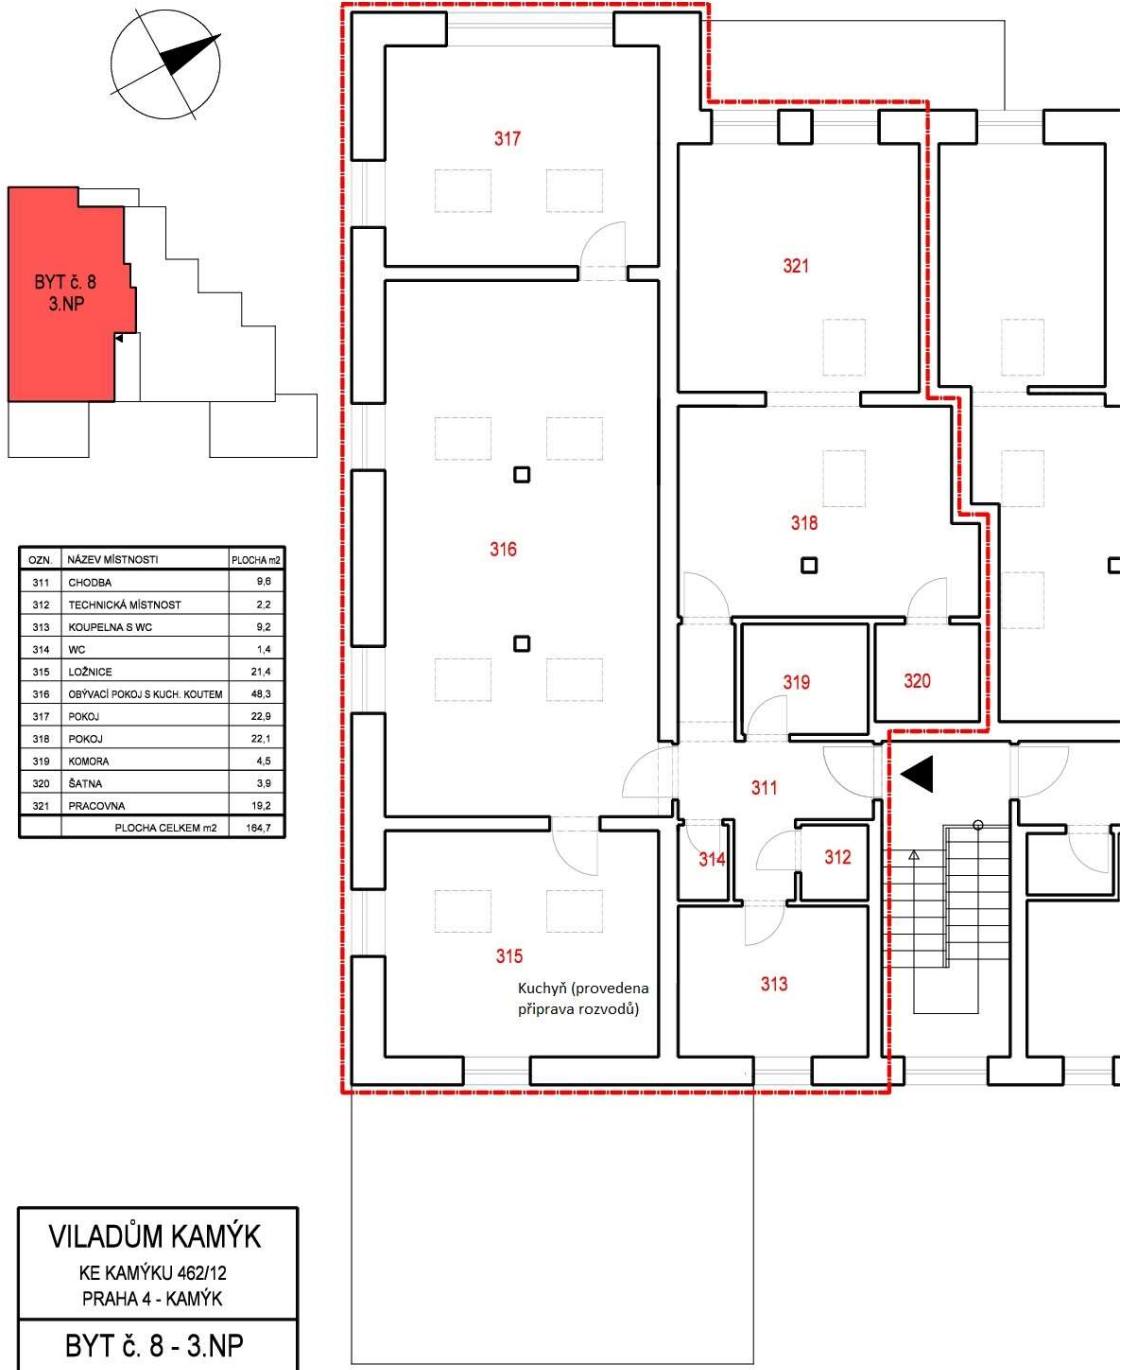 BYT č. 8
3.NP
OZN. NÁZEV MÍSTNOSTI PLOCHA m2
311 CHODBA 9,6
312 TECHNICKÁ MÍSTNOST 2,2
313 KOUPELNA S WC 9,2
314 WC 1,4
315 LOŽNICE 21,4
316 OBÝVACÍ POKOJ S KUCH. KOUTEM 48,3
317 POKOJ 22,9
318 POKOJ 22,1
319 KOMORA 4,5
320 ŠATNA 3,9
321 PRACOVNA 19,2
PLOCHA CELKEM m2 164,7
317
321
316
318
319
320
311
314
312
315
313
Kuchyň (provedena
připrava rozvodů)
VILADŮM KAMÝK
KE KAMÝKU 462/12
PRAHA 4 - KAMÝK
BYT č. 8 - 3.NP